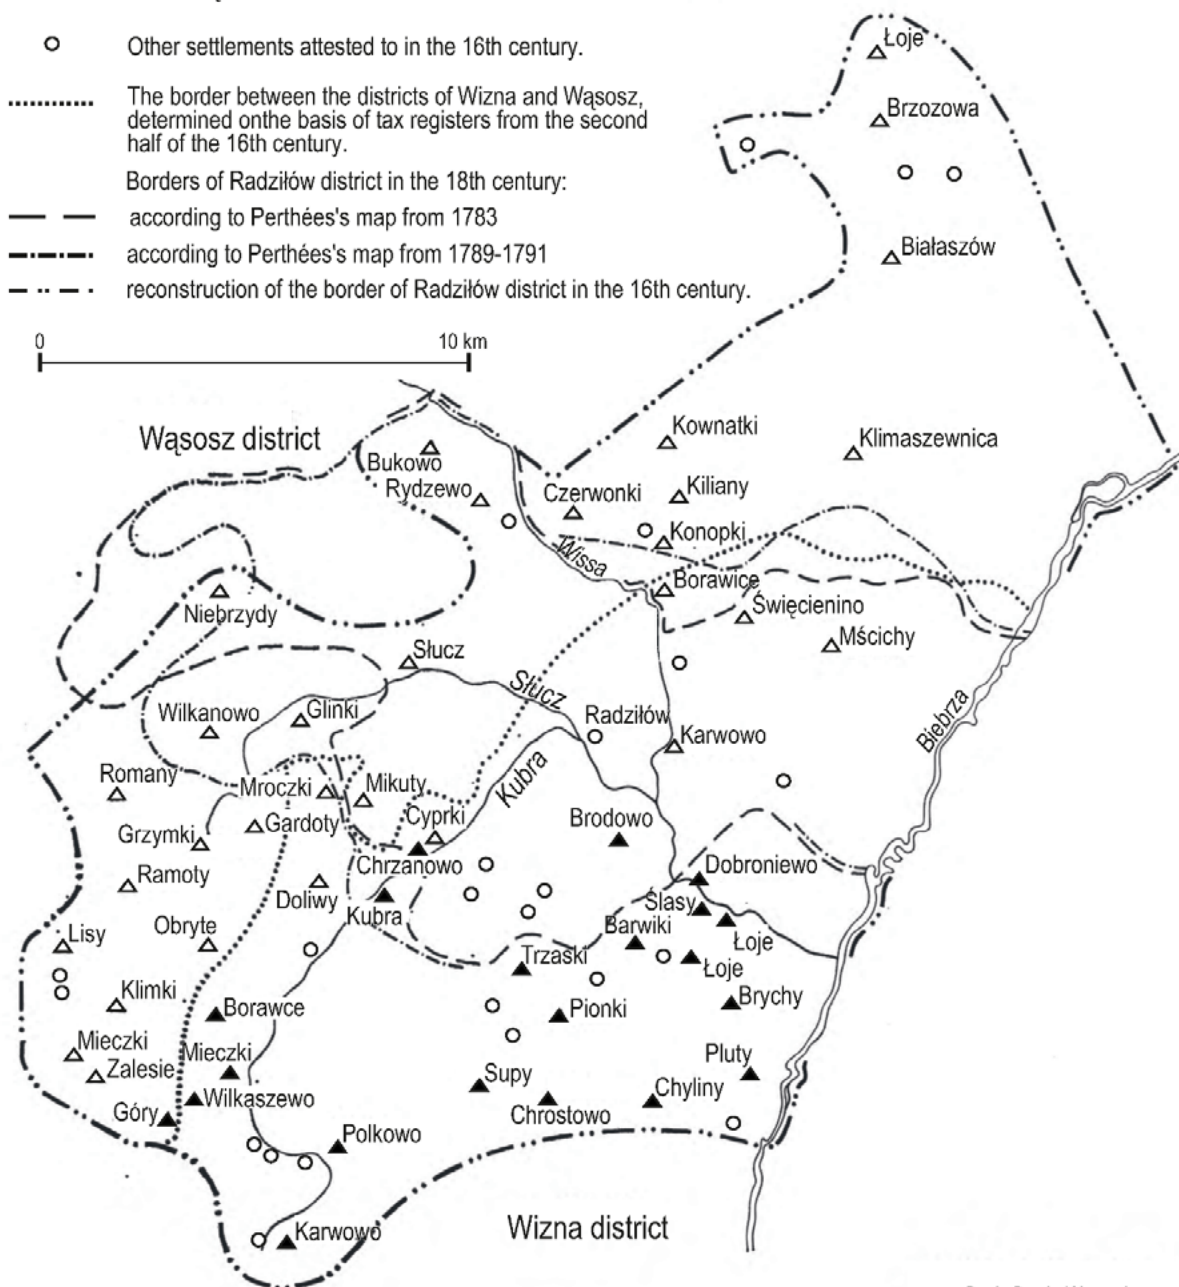 Other settlements attested to in the 16th century.
The border between the districts of Wizna and Wąsosz,
determined onthe basis of tax registers from the second
half of the 16th century.
Borders of Radziłów district in the 18th century:
according to Perthées's map from 1783
according to Perthées's map from 1789-1791
reconstruction of the border of Radziłów district in the 16th century.
0
10 km
Łoje
Brzozowa
Białaszów
Wąsosz district
Kownatki
Klimaszewnica
Bukowo
Rydzewo
Czerwonki
Kiliany
Konopki
Wissa
Borawice
Święcienino
Niebrzydy
Mścichy
Słucz
Słucz
Wilkanowo
Glinki
Radziłów
Karwowo
Biebrza
Kubra
Romany
Mroczki
Mikuty
Cyprki
Brodowo
Grzymki
Gardoty
Chrzanowo
Dobroniewo
Ramoty
Doliwy
Kubra
Ślasy
Łoje
Lisy
Obryte
Barwiki
Trzaski
Łoje
Klimki
Borawce
Pionki
Brychy
Mieczki
Zalesie
Mieczki
Supy
Pluty
Góry
Wilkaszewo
Chrostowo
Chyliny
Polkowo
Karwowo
Wizna district